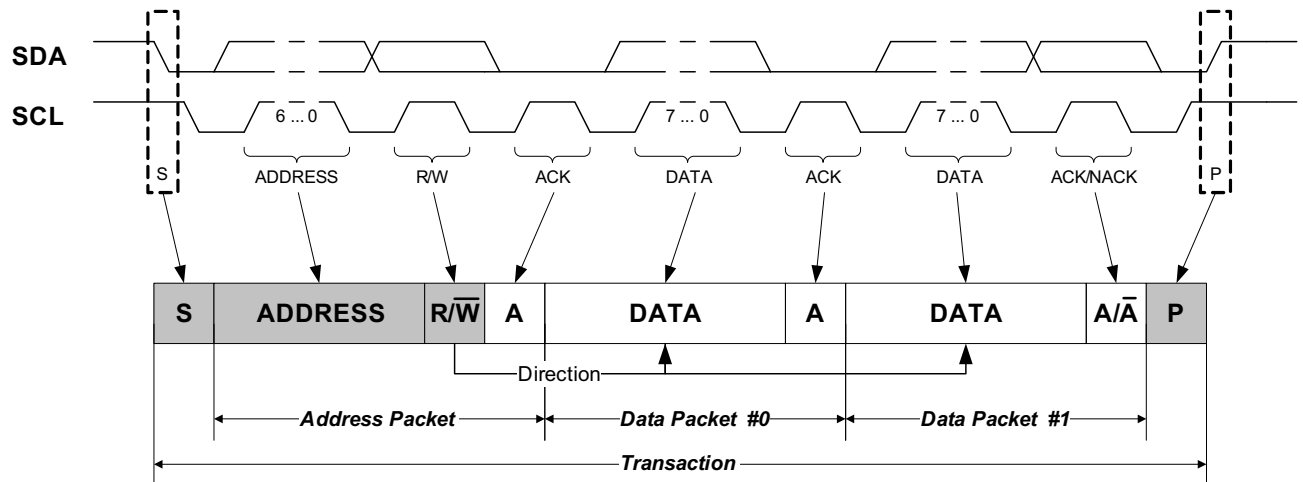 SDA
SCL
6 ... 0
7 ... 0
7 ... 0
S
ADDRESS
R/W
ACK
DATA
ACK
DATA
ACK/NACK
P
S
ADDRESS
R/W̅
A
DATA
A
DATA
A/A̅
P
Direction
Address Packet
Data Packet #0
Data Packet #1
Transaction